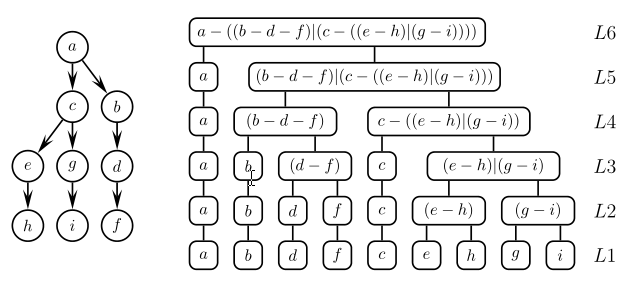 a
c b
e g d
h i f
a − ((b − d − f)|(c − ((e − h)|(g − i)))) L6
a (b − d − f)|(c − ((e − h)|(g − i))) L5
a (b − d − f) c − ((e − h)|(g − i)) L4
a b (d − f) c (e − h)|(g − i) L3
a b d f c (e − h) (g − i) L2
a b d f c e h g i L1